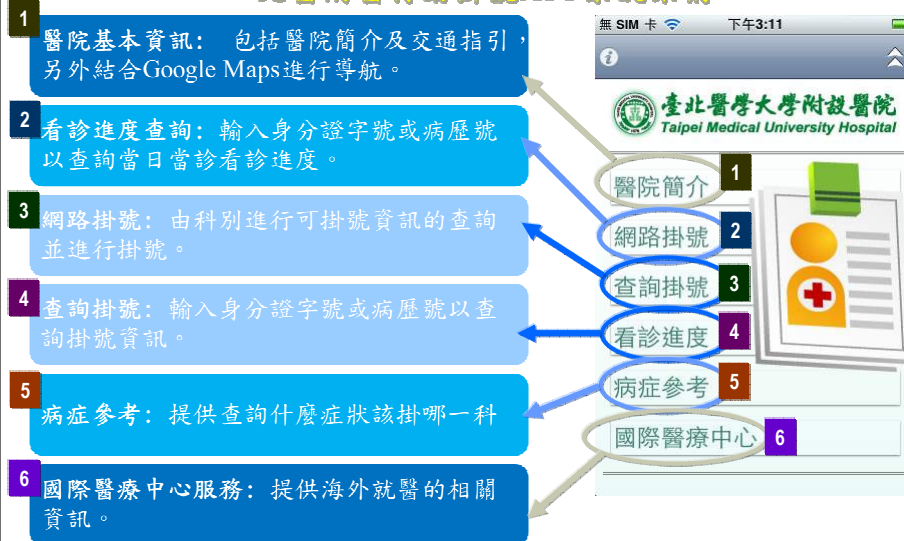 1
醫院基本資訊: 包括醫院簡介及交通指引,
另外結合Google Maps進行導航。
2
看診進度查詢: 輸入身分證字號或病歷號
以查詢當日當診看診進度。
3
網路掛號: 由科別進行可掛號資訊的查詢
並進行掛號。
4
查詢掛號: 輸入身分證字號或病歷號以查
詢掛號資訊。
5
病症參考: 提供查詢什麼症狀該掛哪一科
6
國際醫療中心服務: 提供海外就醫的相關
資訊。
無 SIM 卡 下午3:11
臺北醫學大學附設醫院
Taipei Medical University Hospital
醫院簡介 1
網路掛號 2
查詢掛號 3
看診進度 4
病症參考 5
國際醫療中心 6